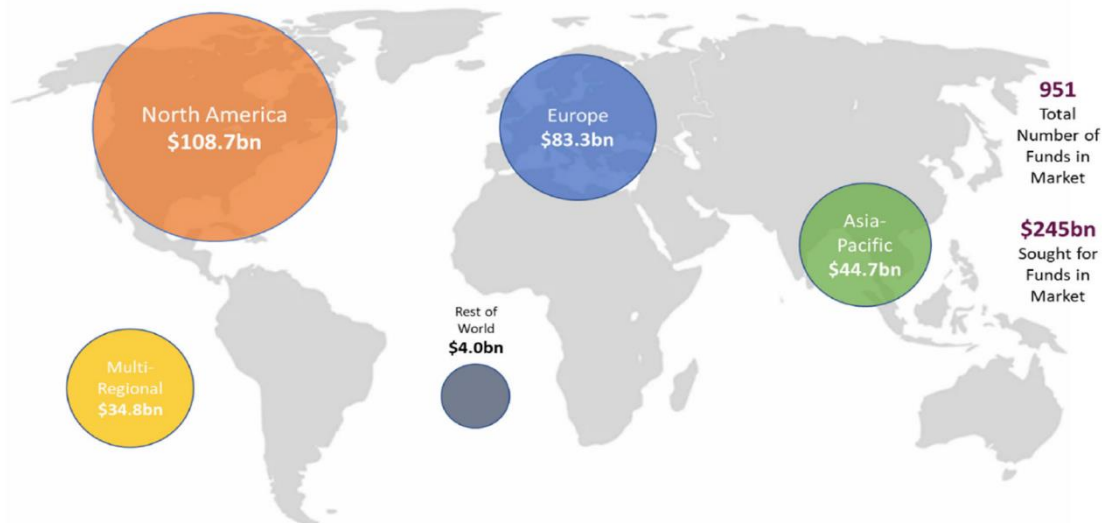 North America
$108.7bn
Europe
$83.3bn
951
Total
Number of
Funds in
Market
Asia-
Pacific
$44.7bn
$245bn
Sought for
Funds in
Market
Rest of
World
$4.0bn
Multi-
Regional
$34.8bn